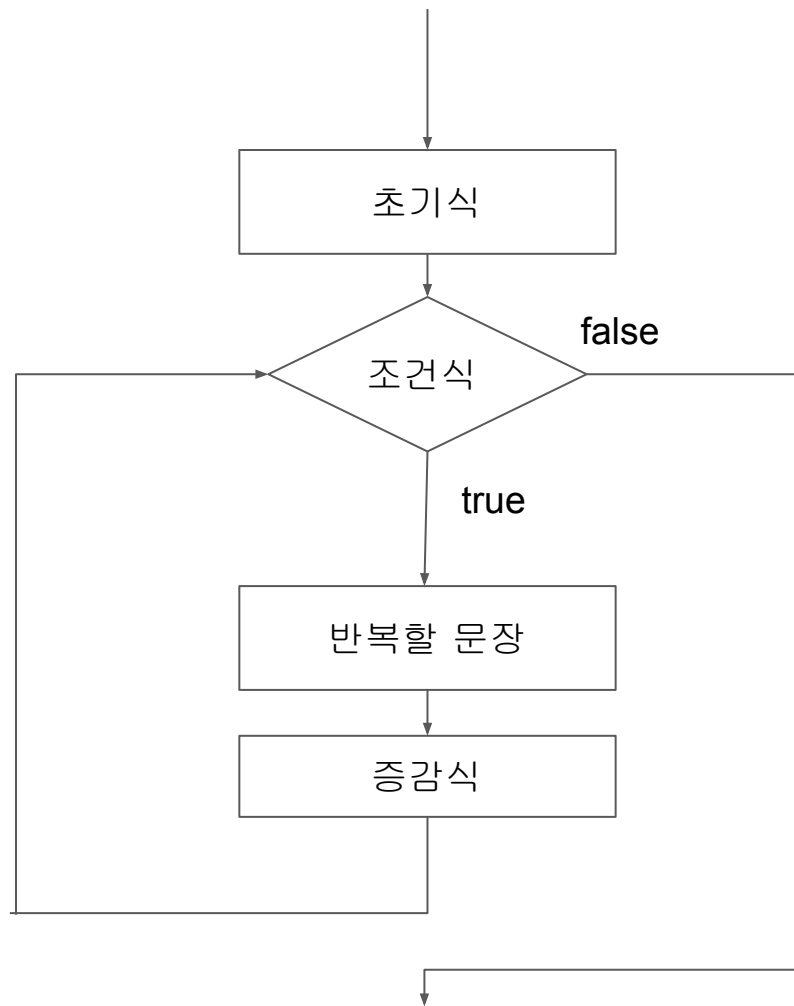 초기식
false
조건식
true
반복할 문장
증감식